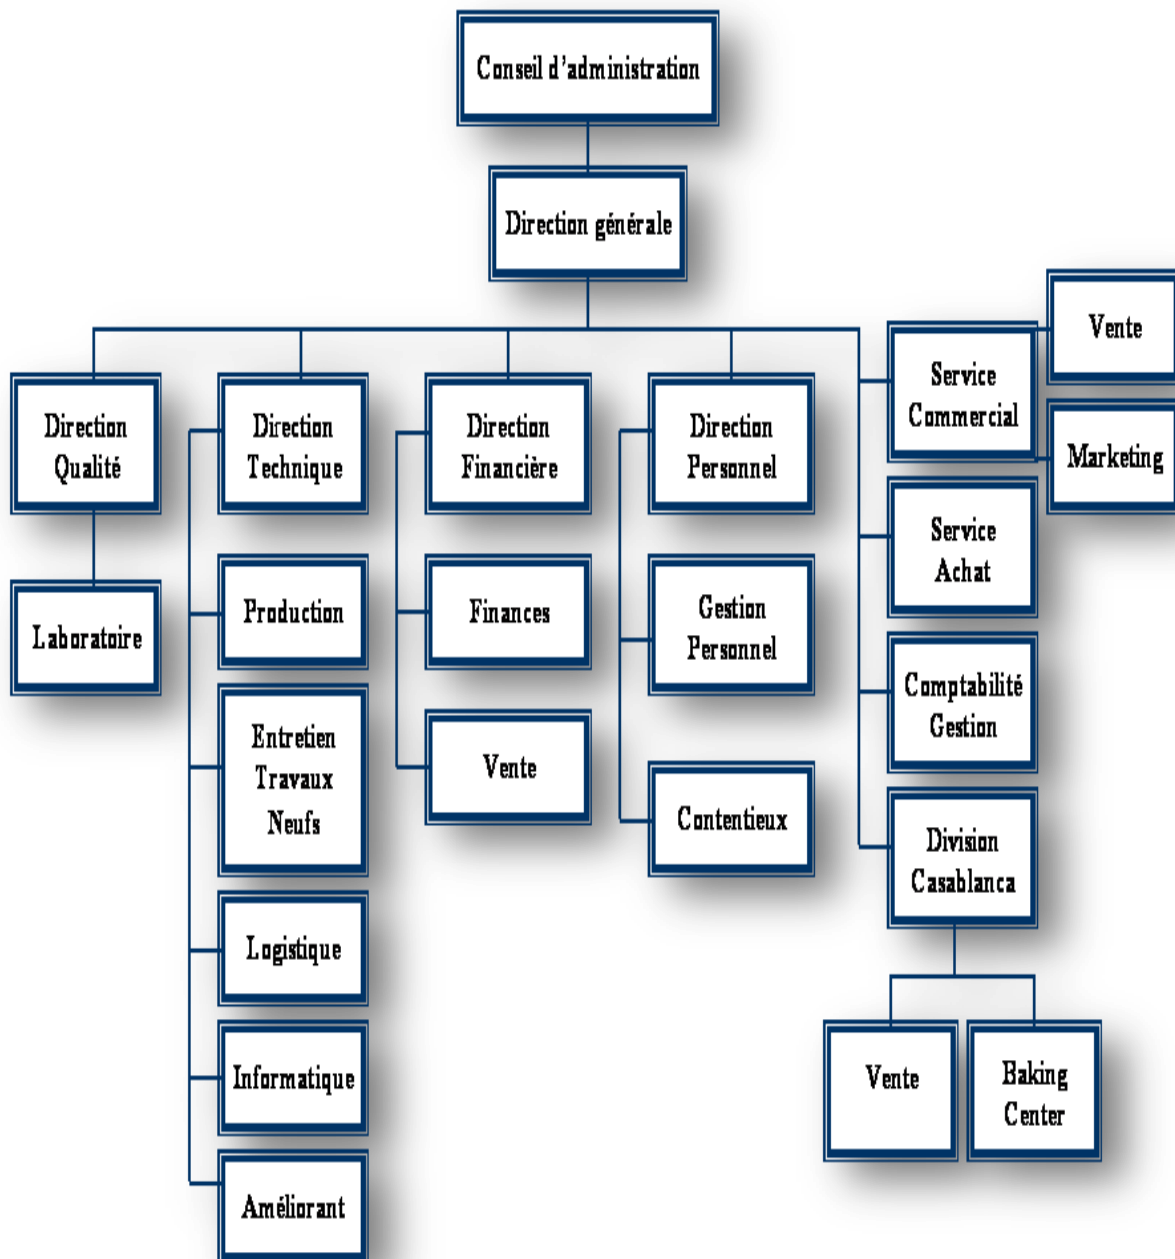 Conseil d'administration
Direction générale
Direction
Qualité
Laboratoire
Direction
Technique
Production
Entretien
Travaux
Neufs
Logistique
Informatique
Améliorant
Direction
Financière
Finances
Vente
Direction
Personnel
Gestion
Personnel
Contentieux
Service
Commercial
Vente
Marketing
Service
Achat
Comptabilité
Gestion
Division
Casablanca
Vente
Baking
Center